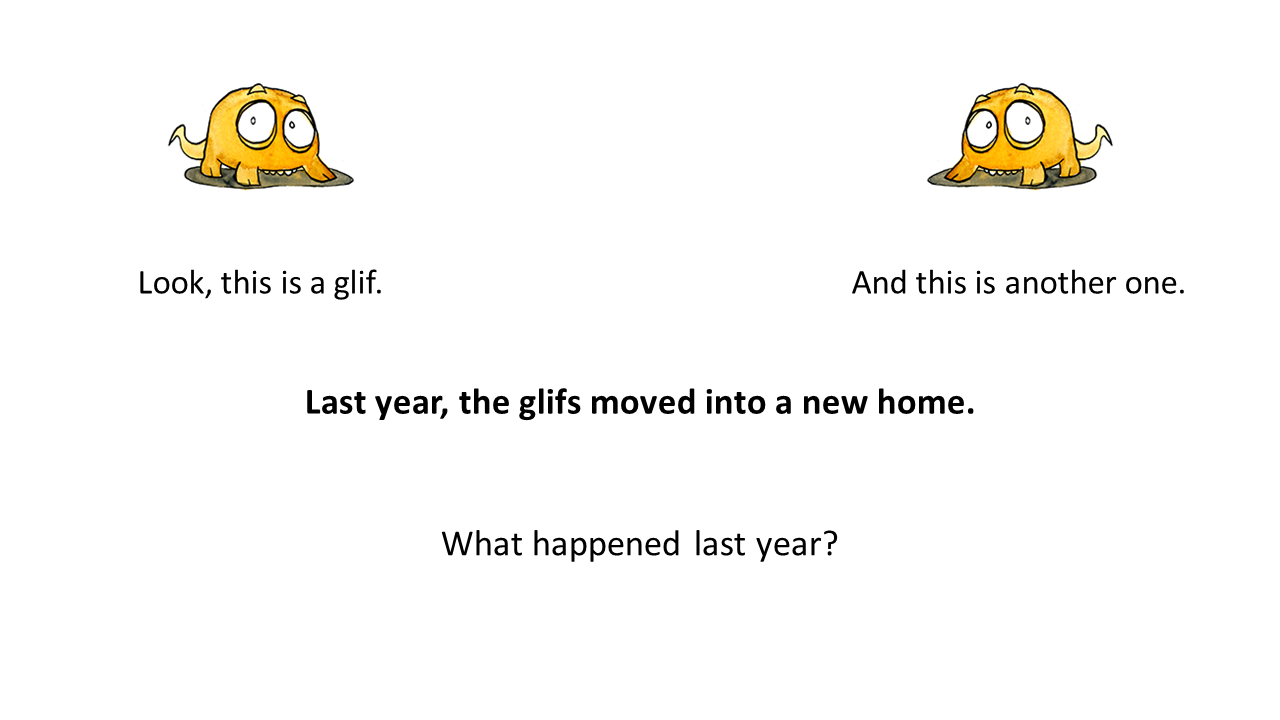 Look, this is a glif.
And this is another one.
Last year, the glifs moved into a new home.
What happened last year?